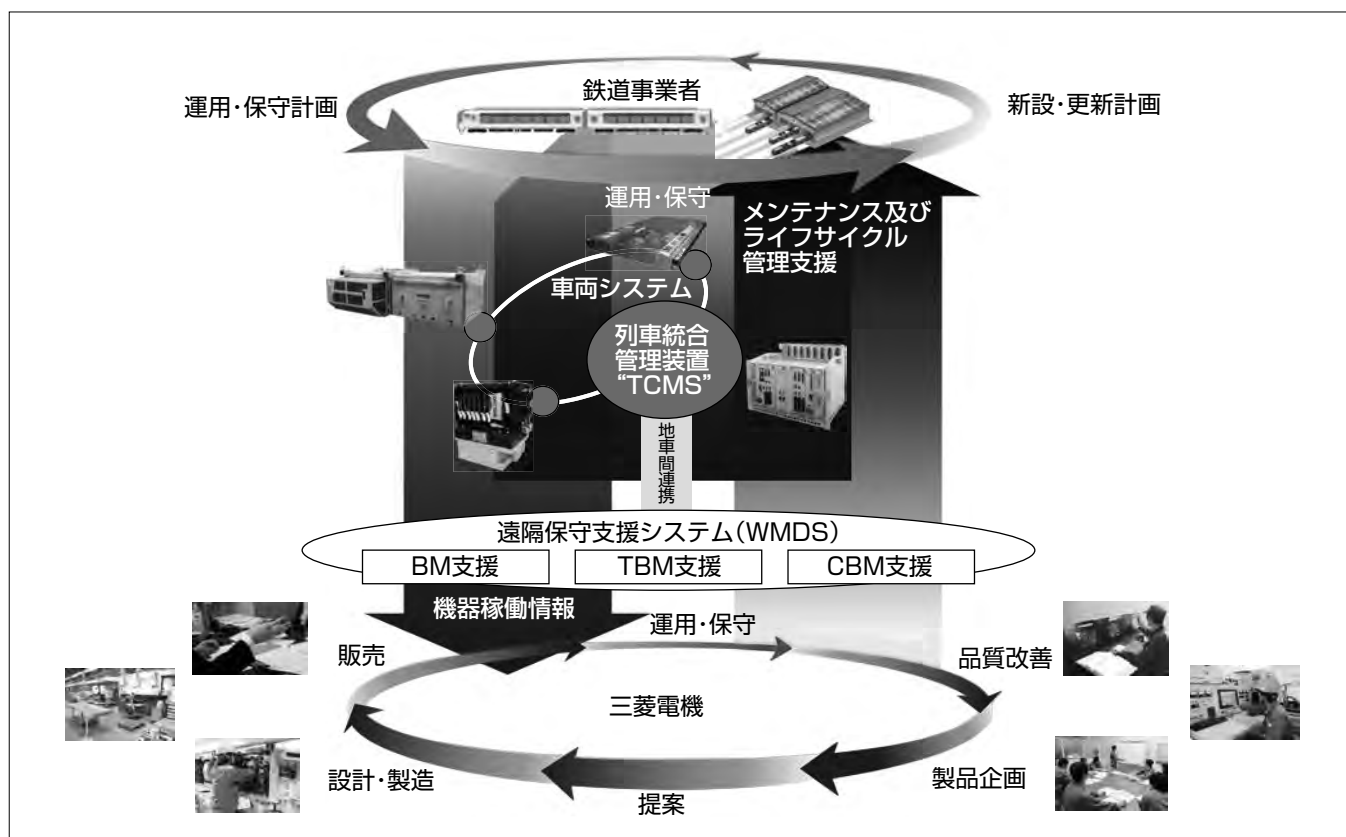 鉄道事業者
運用・保守計画
新設・更新計画
運用・保守
メンテナンス及び
ライフサイクル
管理支援
車両システム
列車統合
管理装置
“TCMS”
地車間連携
遠隔保守支援システム(WMDS)
BM支援
TBM支援
CBM支援
機器稼働情報
運用・保守
販売
品質改善
三菱電機
設計・製造
製品企画
提案